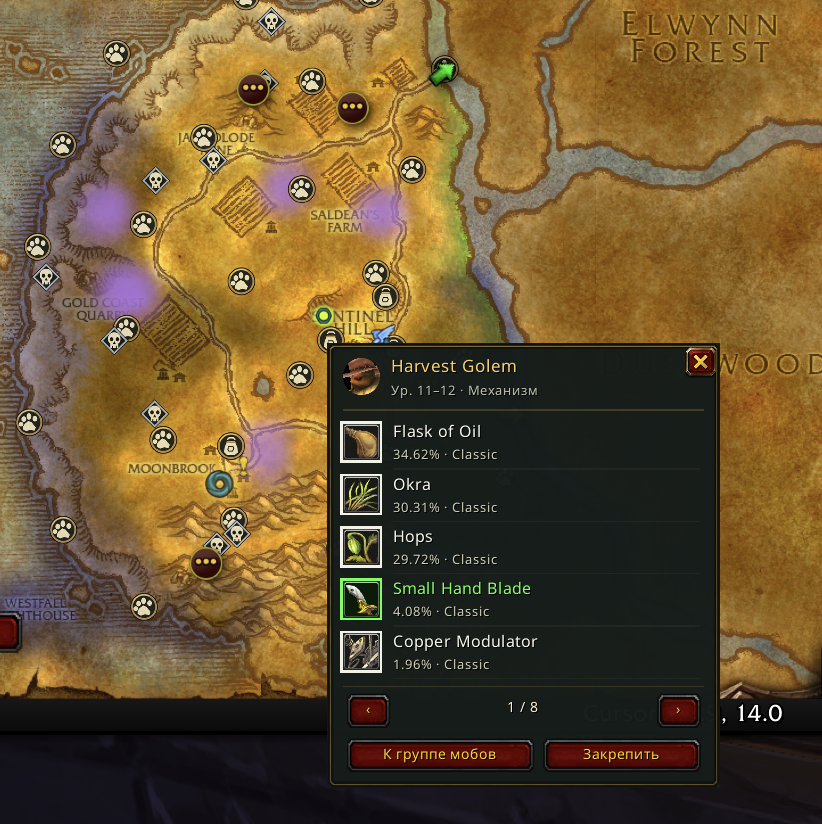 ELWYNN
FOREST
SALDEAN'S
FARM
GOLD COAST
QUARRY
HILL
WOOD
MOONBROOK
WESTFALL
Harvest Golem
Ур. 11–12 · Механизм
Flask of Oil
34.62% · Classic
Okra
30.31% · Classic
Hops
29.72% · Classic
Small Hand Blade
4.08% · Classic
Copper Modulator
1.96% · Classic
‹
1 / 8
›
, 14.0
К группе мобов
Закрепить